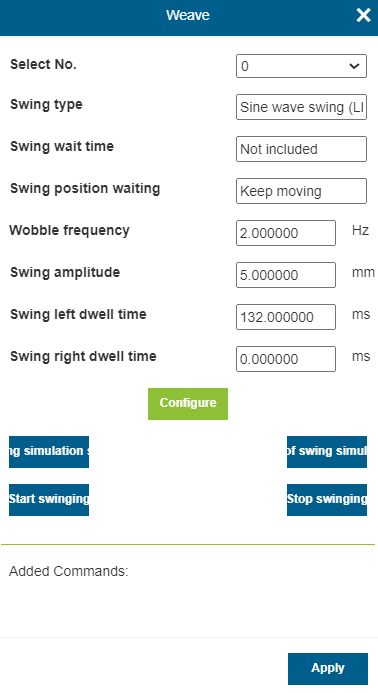 Weave
Select No. 0
Swing type Sine wave swing (LI
Swing wait time Not included
Swing position waiting Keep moving
Wobble frequency 2.000000 Hz
Swing amplitude 5.000000 mm
Swing left dwell time 132.000000 ms
Swing right dwell time 0.000000 ms
Configure
ng simulation s of swing simul
Start swinging Stop swinging
Added Commands:
Apply